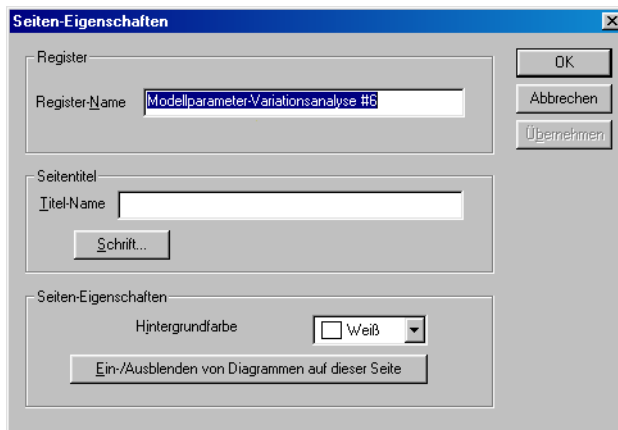 Seiten-Eigenschaften
Register
Register-Name Modellparameter-Variationsanalyse #6
OK
Abbrechen
Übernehmen
Seitentitel
Titel-Name
Schrift...
Seiten-Eigenschaften
Hintergrundfarbe Weiß
Ein-/Ausblenden von Diagrammen auf dieser Seite